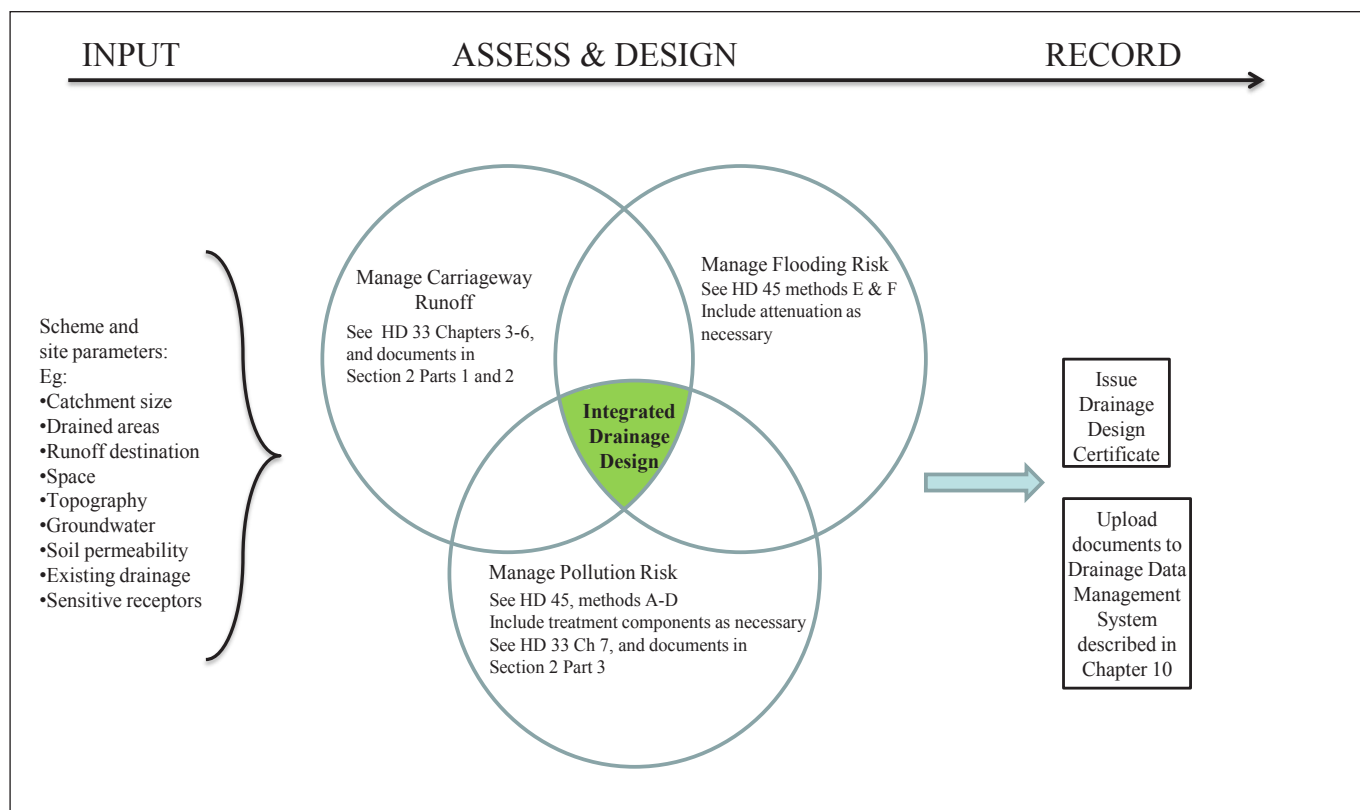 INPUT
ASSESS & DESIGN
RECORD
Scheme and
site parameters:
Eg:
•Catchment size
•Drained areas
•Runoff destination
•Space
•Topography
•Groundwater
•Soil permeability
•Existing drainage
•Sensitive receptors
Manage Carriageway
Runoff
See HD 33 Chapters 3-6,
and documents in
Section 2 Parts 1 and 2
Manage Flooding Risk
See HD 45 methods E & F
Include attenuation as
necessary
Integrated
Drainage
Design
Manage Pollution Risk
See HD 45, methods A-D
Include treatment components as necessary
See HD 33 Ch 7, and documents in
Section 2 Part 3
Issue
Drainage
Design
Certificate
Upload
documents to
Drainage Data
Management
System
described in
Chapter 10